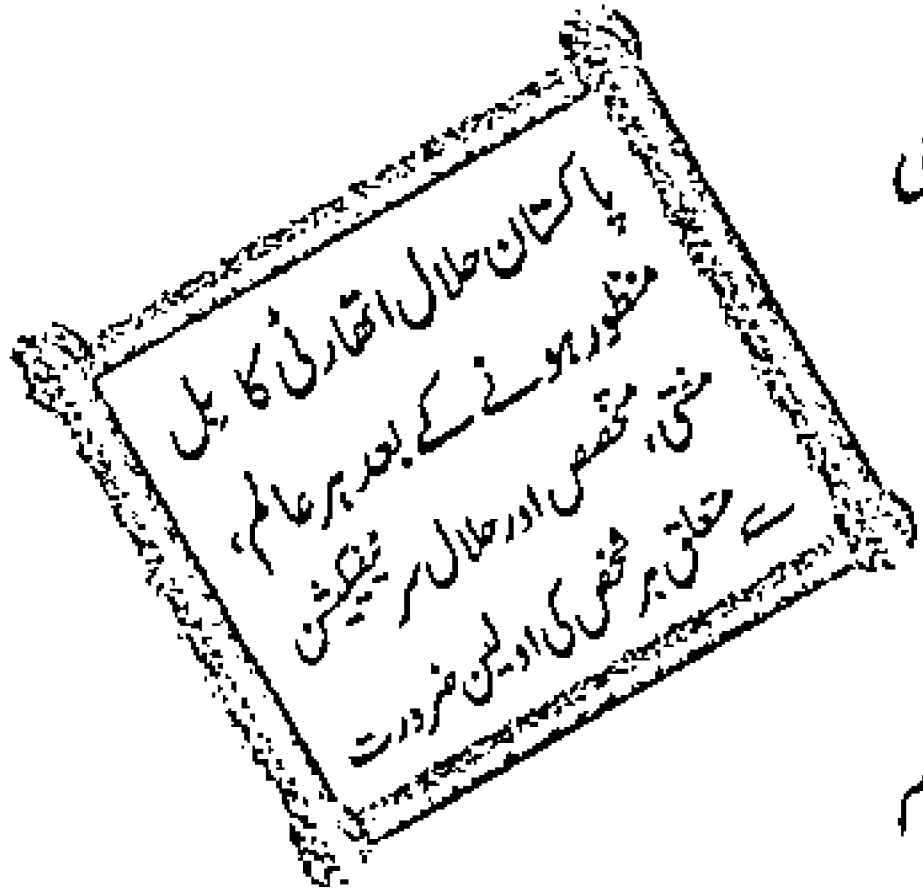 پاکستان حلال اتھارٹی کا بل
منظور ہونے کے بعد ہر عالم،
مفتی، متخصص اور حلال سرٹیفکیشن
سے متعلق ہر شخص کی اولین ضرورت